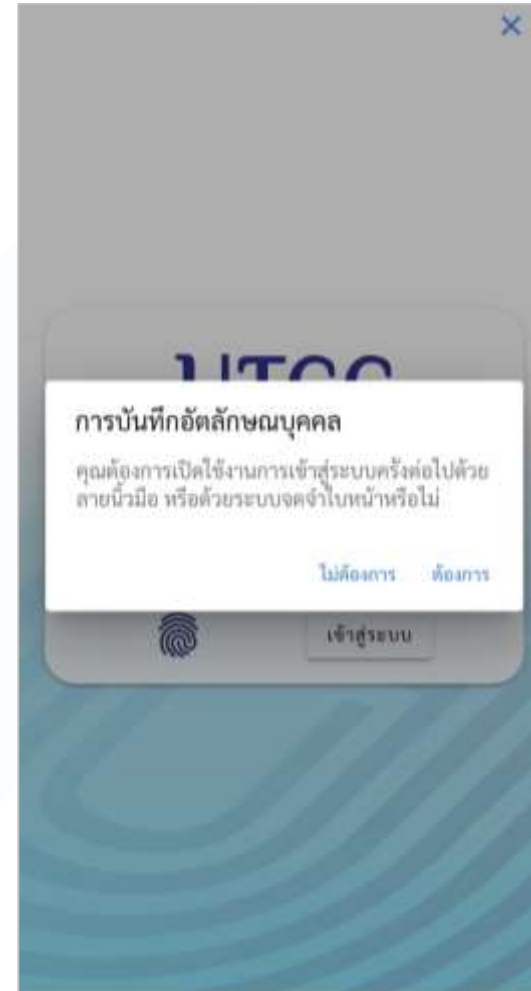 UTCC
การบันทึกอัตลักษณบุคคล
คุณต้องการเปิดใช้งานการเข้าสู่ระบบครั้งต่อไปด้วย
ลายนิ้วมือ หรือด้วยระบบจดจำใบหน้าหรือไม่
ไม่ต้องการ ต้องการ
เข้าสู่ระบบ